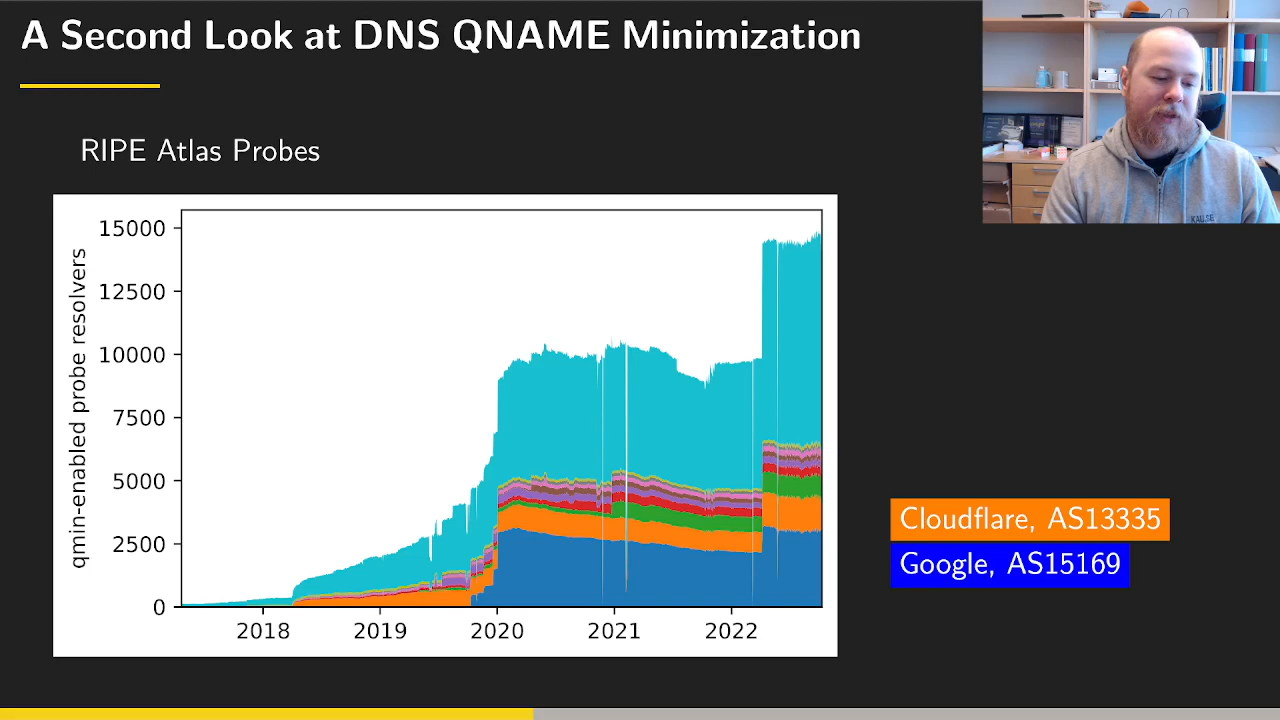 A Second Look at DNS QNAME Minimization
RIPE Atlas Probes
qmin-enabled probe resolvers
15000
12500
10000
7500
5000
2500
0
2018
2019
2020
2021
2022
Cloudflare, AS13335
Google, AS15169